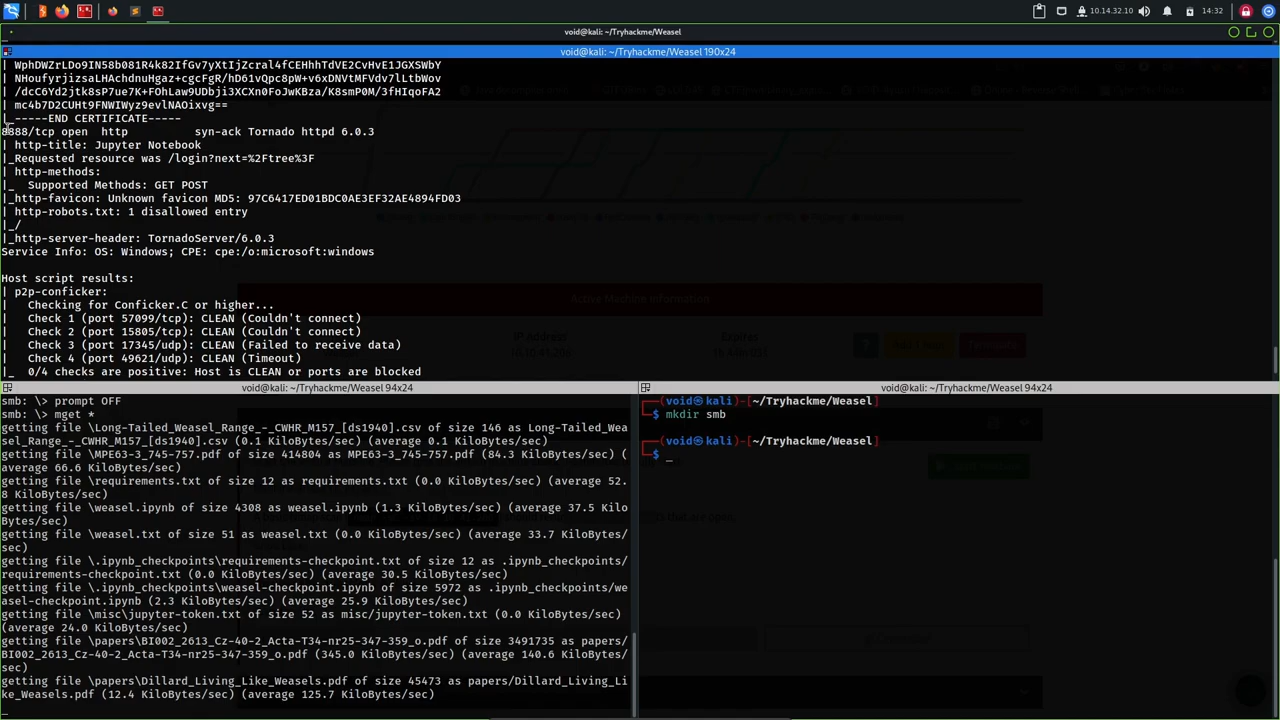 10.14.32.10
14:32
void@kali: ~/Tryhackme/Weasel
void@kali: ~/Tryhackme/Weasel 190x24
| WphDWZrLDo9IN58b081R4k82IfGv7yXtIjZcral4fCEHhhTdVE2CvHvE1JGXSWbY
| NHoufyrjizsaLHAchdnuHgaz+cgcFgR/hD61vQpc8pW+v6xDNVtMFVdv7lLtbWov
| /dcC6Yd2jtk8sP7ue7K+FOhLaw9UDbji3XCXn0FoJwKBza/K8smP0M/3fHIqoFA2
| mc4b7D2CUHt9FNWIWyz9evlNAOixvg==
|_-----END CERTIFICATE-----
8888/tcp open  http          syn-ack Tornado httpd 6.0.3
| http-title: Jupyter Notebook
|_Requested resource was /login?next=%2Ftree%3F
| http-methods:
|_  Supported Methods: GET POST
|_http-favicon: Unknown favicon MD5: 97C6417ED01BDC0AE3EF32AE4894FD03
| http-robots.txt: 1 disallowed entry
|_/
|_http-server-header: TornadoServer/6.0.3
Service Info: OS: Windows; CPE: cpe:/o:microsoft:windows
Host script results:
| p2p-conficker:
|   Checking for Conficker.C or higher...
|   Check 1 (port 57099/tcp): CLEAN (Couldn't connect)
|   Check 2 (port 15805/tcp): CLEAN (Couldn't connect)
|   Check 3 (port 17345/udp): CLEAN (Failed to receive data)
|   Check 4 (port 49621/udp): CLEAN (Timeout)
|_  0/4 checks are positive: Host is CLEAN or ports are blocked
Active Machine Information
IP Address
Expires
void@kali: ~/Tryhackme/Weasel 94x24
smb: \> prompt OFF
smb: \> mget *
getting file \Long-Tailed_Weasel_Range_-_CWHR_M157_[ds1940].csv of size 146 as Long-Tailed_Wea
sel_Range_-_CWHR_M157_[ds1940].csv (0.1 KiloBytes/sec) (average 0.1 KiloBytes/sec)
getting file \MPE63-3_745-757.pdf of size 414804 as MPE63-3_745-757.pdf (84.3 KiloBytes/sec) (
average 66.6 KiloBytes/sec)
getting file \requirements.txt of size 12 as requirements.txt (0.0 KiloBytes/sec) (average 52.
8 KiloBytes/sec)
getting file \weasel.ipynb of size 4308 as weasel.ipynb (1.3 KiloBytes/sec) (average 37.5 KiloB
ytes/sec)
getting file \weasel.txt of size 51 as weasel.txt (0.0 KiloBytes/sec) (average 33.7 KiloBytes/
sec)
getting file \.ipynb_checkpoints\requirements-checkpoint.txt of size 12 as .ipynb_checkpoints/
requirements-checkpoint.txt (0.0 KiloBytes/sec) (average 30.5 KiloBytes/sec)
getting file \.ipynb_checkpoints\weasel-checkpoint.ipynb of size 5972 as .ipynb_checkpoints/we
asel-checkpoint.ipynb (2.3 KiloBytes/sec) (average 25.9 KiloBytes/sec)
getting file \misc\jupyter-token.txt of size 52 as misc/jupyter-token.txt (0.0 KiloBytes/sec)
(average 24.0 KiloBytes/sec)
getting file \papers\BI002_2613_Cz-40-2_Acta-T34-nr25-347-359_o.pdf of size 3491735 as papers/
BI002_2613_Cz-40-2_Acta-T34-nr25-347-359_o.pdf (345.0 KiloBytes/sec) (average 140.6 KiloBytes/
sec)
getting file \papers\Dillard_Living_Like_Weasels.pdf of size 45473 as papers/Dillard_Living_Li
ke_Weasels.pdf (12.4 KiloBytes/sec) (average 125.7 KiloBytes/sec)
void@kali: ~/Tryhackme/Weasel 94x24
┌──(void㉿kali)-[~/Tryhackme/Weasel]
└─$ mkdir smb
┌──(void㉿kali)-[~/Tryhackme/Weasel]
└─$ _